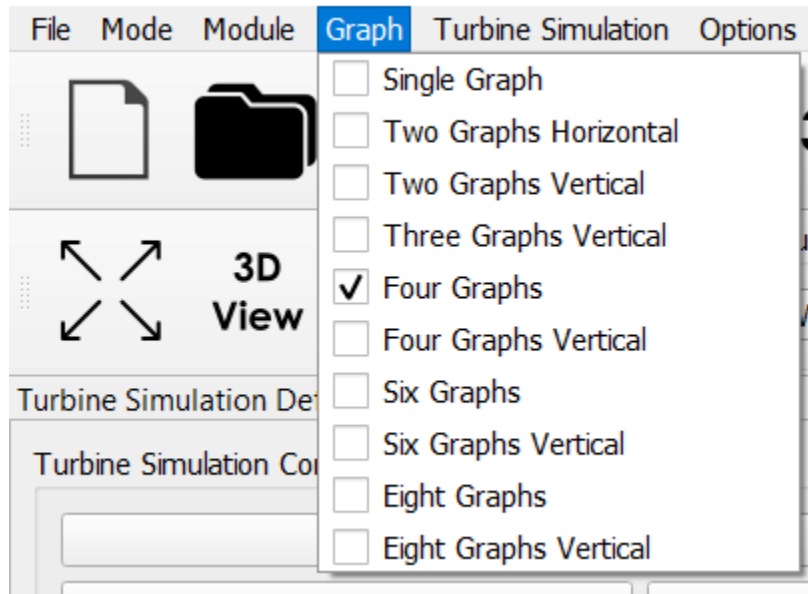 File Mode Module Graph Turbine Simulation Options
Single Graph
Two Graphs Horizontal
Two Graphs Vertical
Three Graphs Vertical
3D
View
Four Graphs
Four Graphs Vertical
Turbine Simulation
Six Graphs
Six Graphs Vertical
Turbine Simulation
Eight Graphs
Eight Graphs Vertical